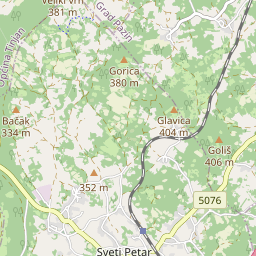 Veliki vrh
381 m
Grad Pazin
Općina Tinjan
Gorica
380 m
Bačak
334 m
Glavica
404 m
Goliš
406 m
352 m
5076
Sveti Petar